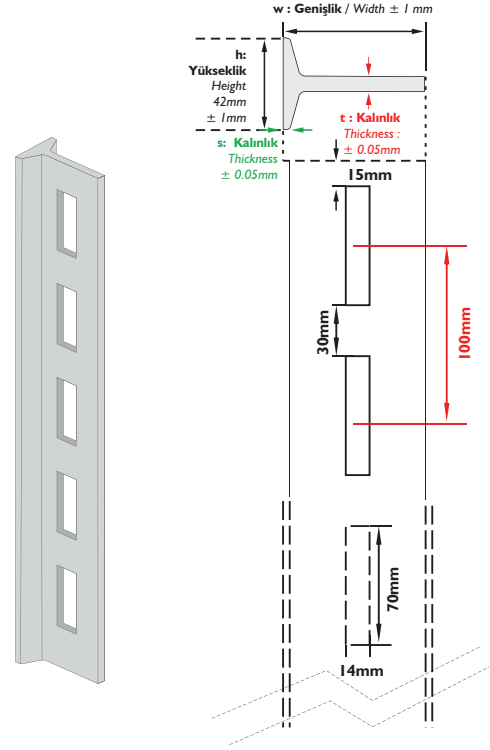 w : Genişlik / Width ± 1 mm
h:
Yükseklik
Height
42mm
± 1mm
t : Kalınlık
Thickness :
± 0.05mm
s: Kalınlık
Thickness
± 0.05mm
15mm
30mm
100mm
70mm
14mm